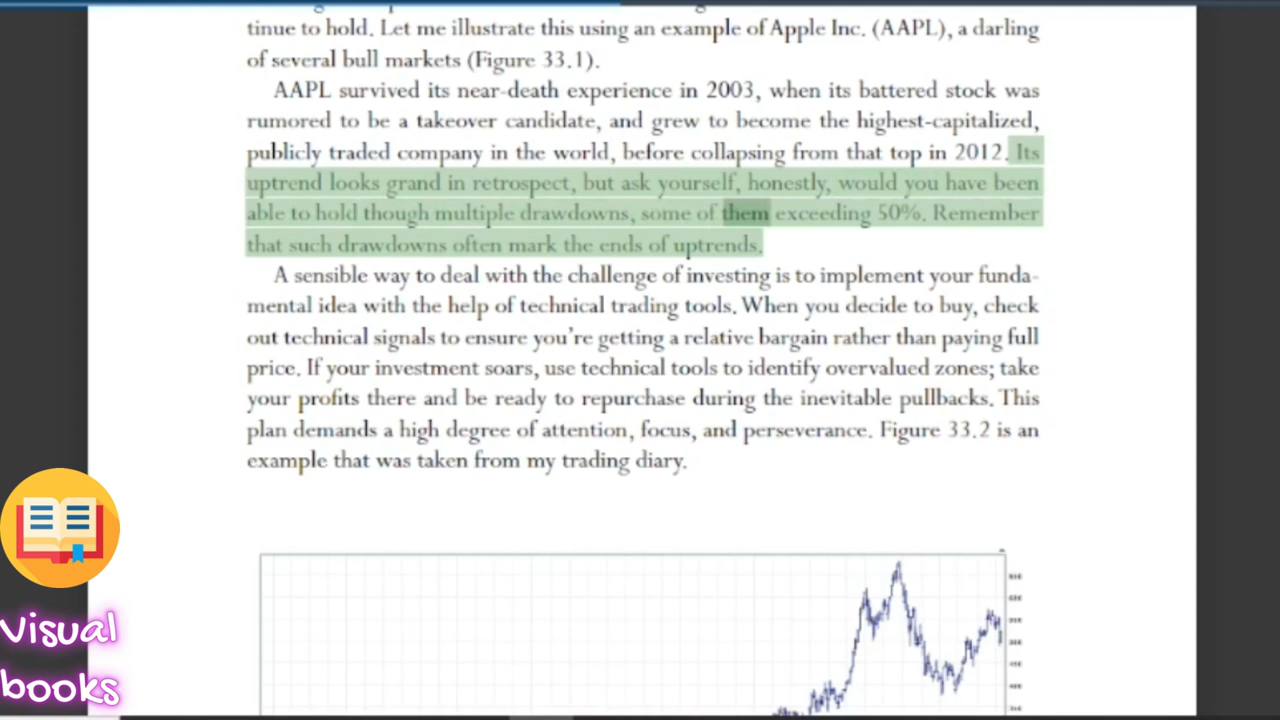 tinue to hold. Let me illustrate this using an example of Apple Inc. (AAPL), a darling
of several bull markets (Figure 33.1).
AAPL survived its near-death experience in 2003, when its battered stock was
rumored to be a takeover candidate, and grew to become the highest-capitalized,
publicly traded company in the world, before collapsing from that top in 2012. Its
uptrend looks grand in retrospect, but ask yourself, honestly, would you have been
able to hold though multiple drawdowns, some of them exceeding 50%. Remember
that such drawdowns often mark the ends of uptrends.
A sensible way to deal with the challenge of investing is to implement your funda-
mental idea with the help of technical trading tools. When you decide to buy, check
out technical signals to ensure you're getting a relative bargain rather than paying full
price. If your investment soars, use technical tools to identify overvalued zones; take
your profits there and be ready to repurchase during the inevitable pullbacks. This
plan demands a high degree of attention, focus, and perseverance. Figure 33.2 is an
example that was taken from my trading diary.
Visual
books